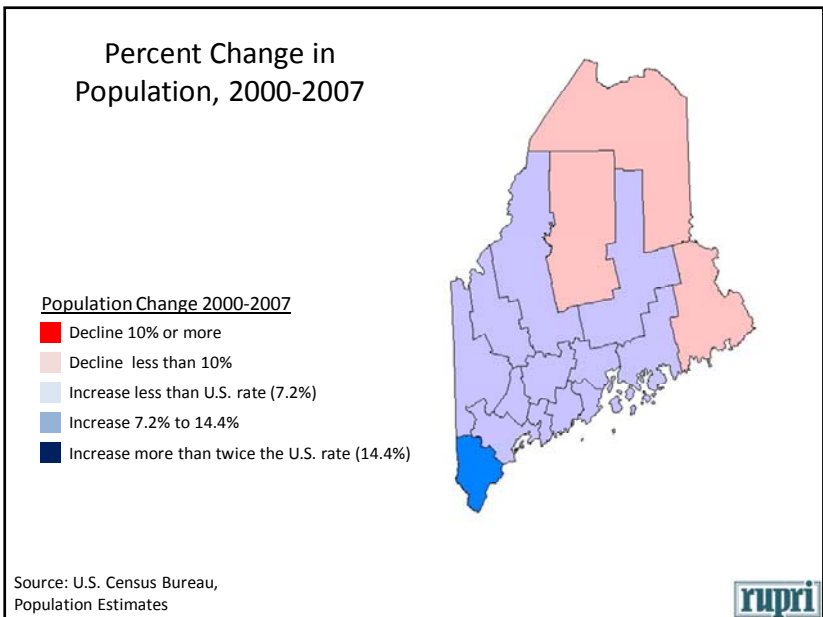 Percent Change in
Population, 2000-2007
Population Change 2000-2007
Decline 10% or more
Decline less than 10%
Increase less than U.S. rate (7.2%)
Increase 7.2% to 14.4%
Increase more than twice the U.S. rate (14.4%)
Source: U.S. Census Bureau,
Population Estimates
rupri